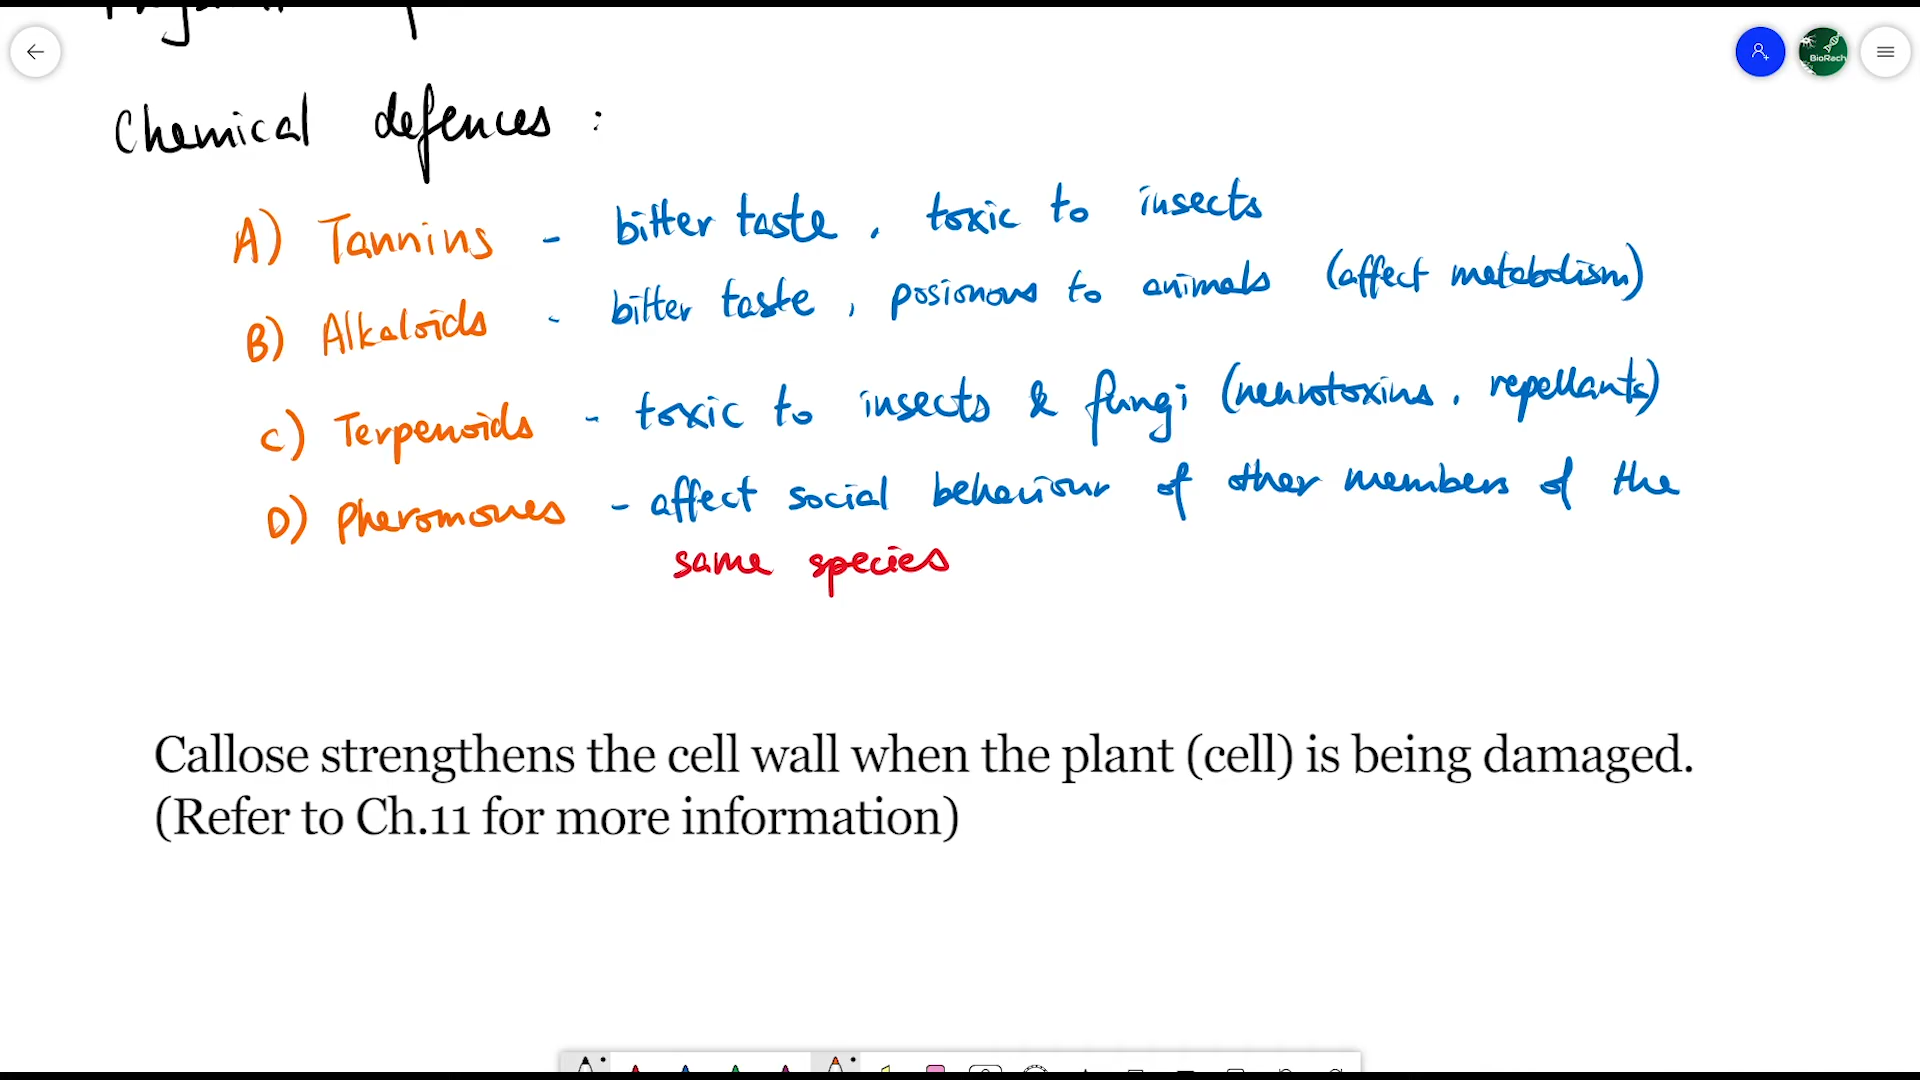 Chemical defences :
A) Tannins - bitter taste, toxic to insects
B) Alkaloids - bitter taste, posionous to animals (affect metabolism)
C) Terpenoids - toxic to insects & fungi (neurotoxins, repellants)
D) Pheromones - affect social behaviour of other members of the
same species
Callose strengthens the cell wall when the plant (cell) is being damaged.
(Refer to Ch.11 for more information)
BioRach